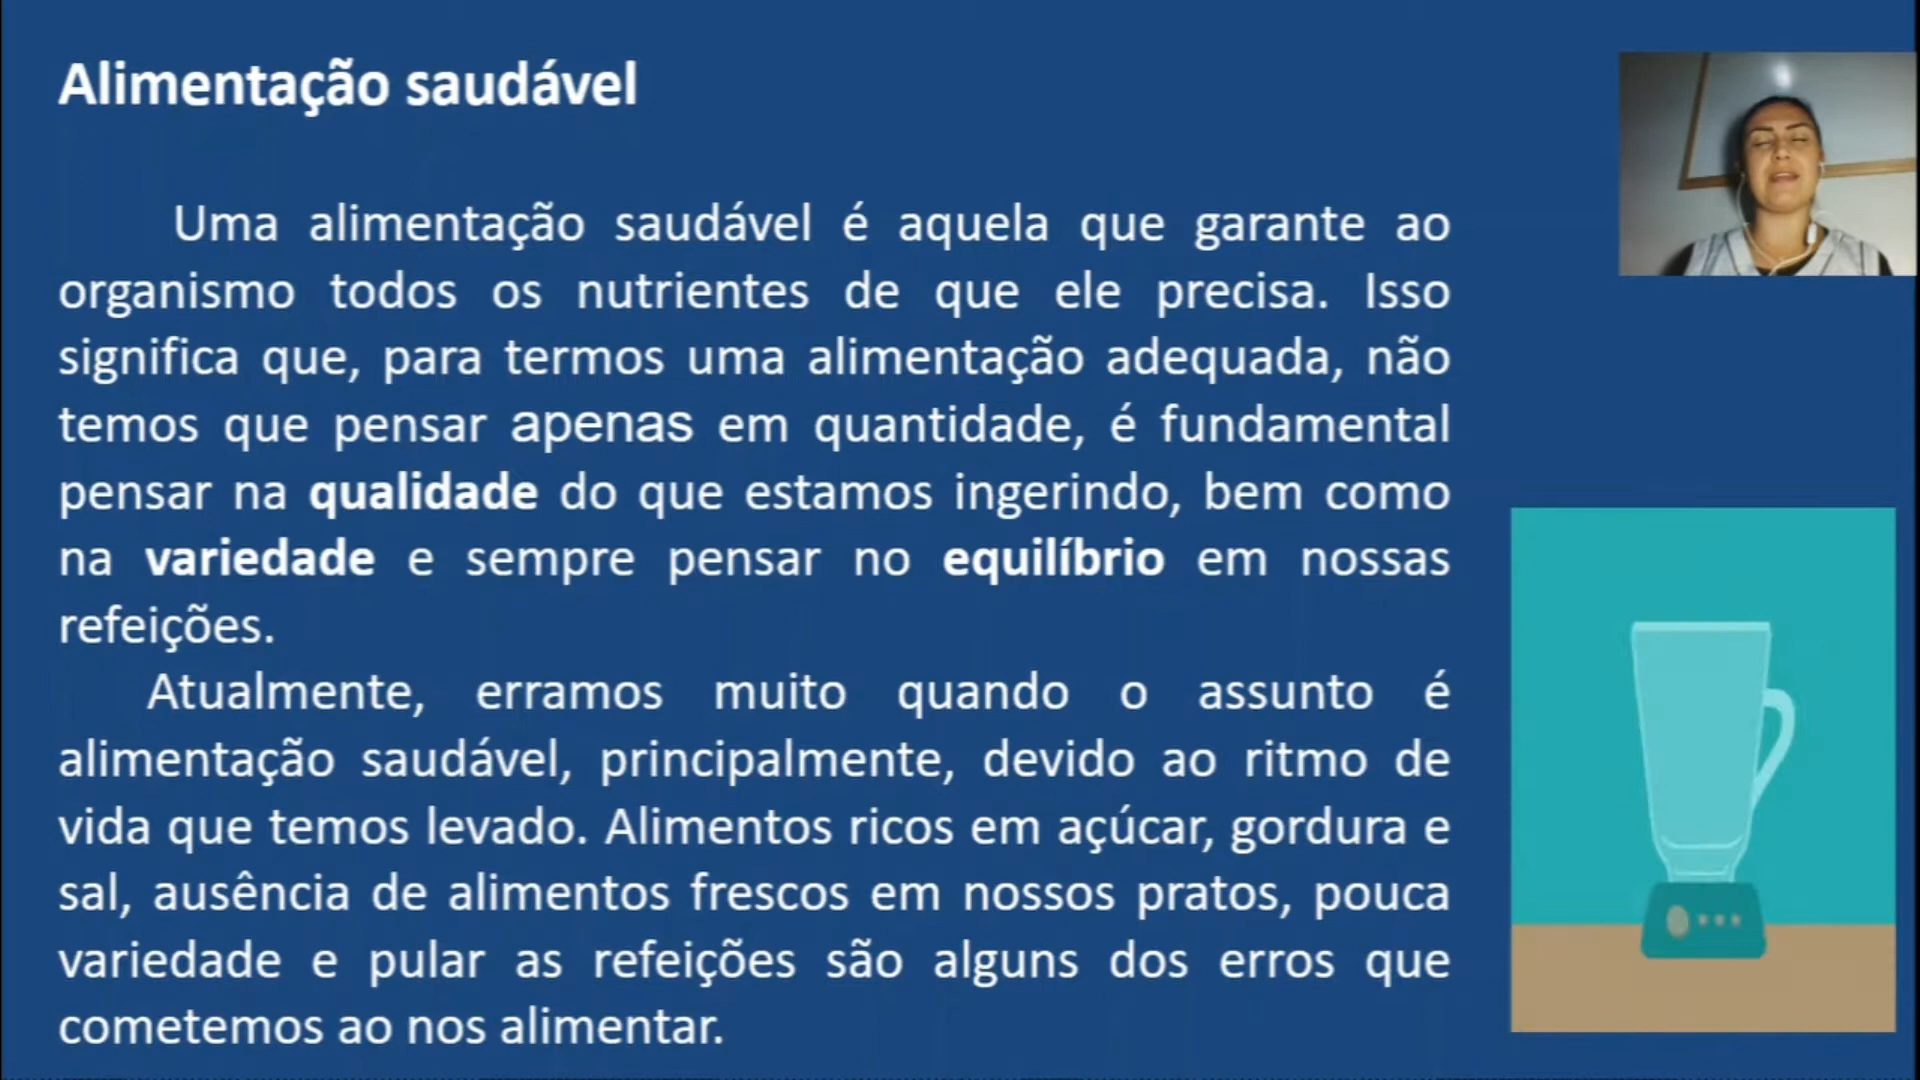 Alimentação saudável
Uma alimentação saudável é aquela que garante ao
organismo todos os nutrientes de que ele precisa. Isso
significa que, para termos uma alimentação adequada, não
temos que pensar apenas em quantidade, é fundamental
pensar na qualidade do que estamos ingerindo, bem como
na variedade e sempre pensar no equilíbrio em nossas
refeições.
Atualmente, erramos muito quando o assunto é
alimentação saudável, principalmente, devido ao ritmo de
vida que temos levado. Alimentos ricos em açúcar, gordura e
sal, ausência de alimentos frescos em nossos pratos, pouca
variedade e pular as refeições são alguns dos erros que
cometemos ao nos alimentar.